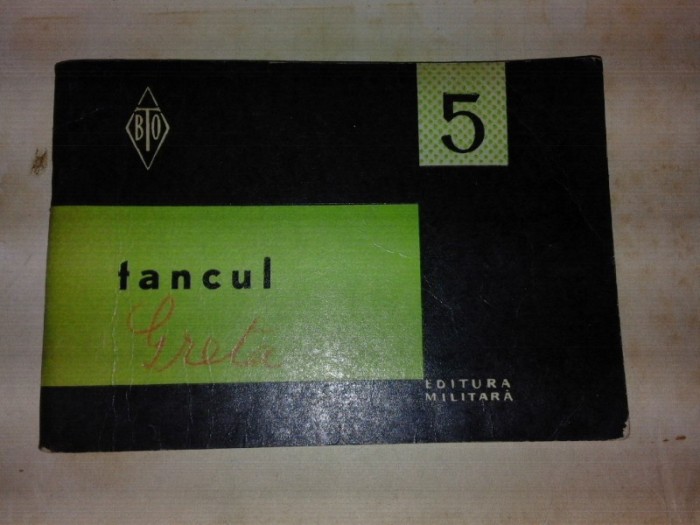 BTO
5
tancul
Greta
EDITURA
MILITARĂ